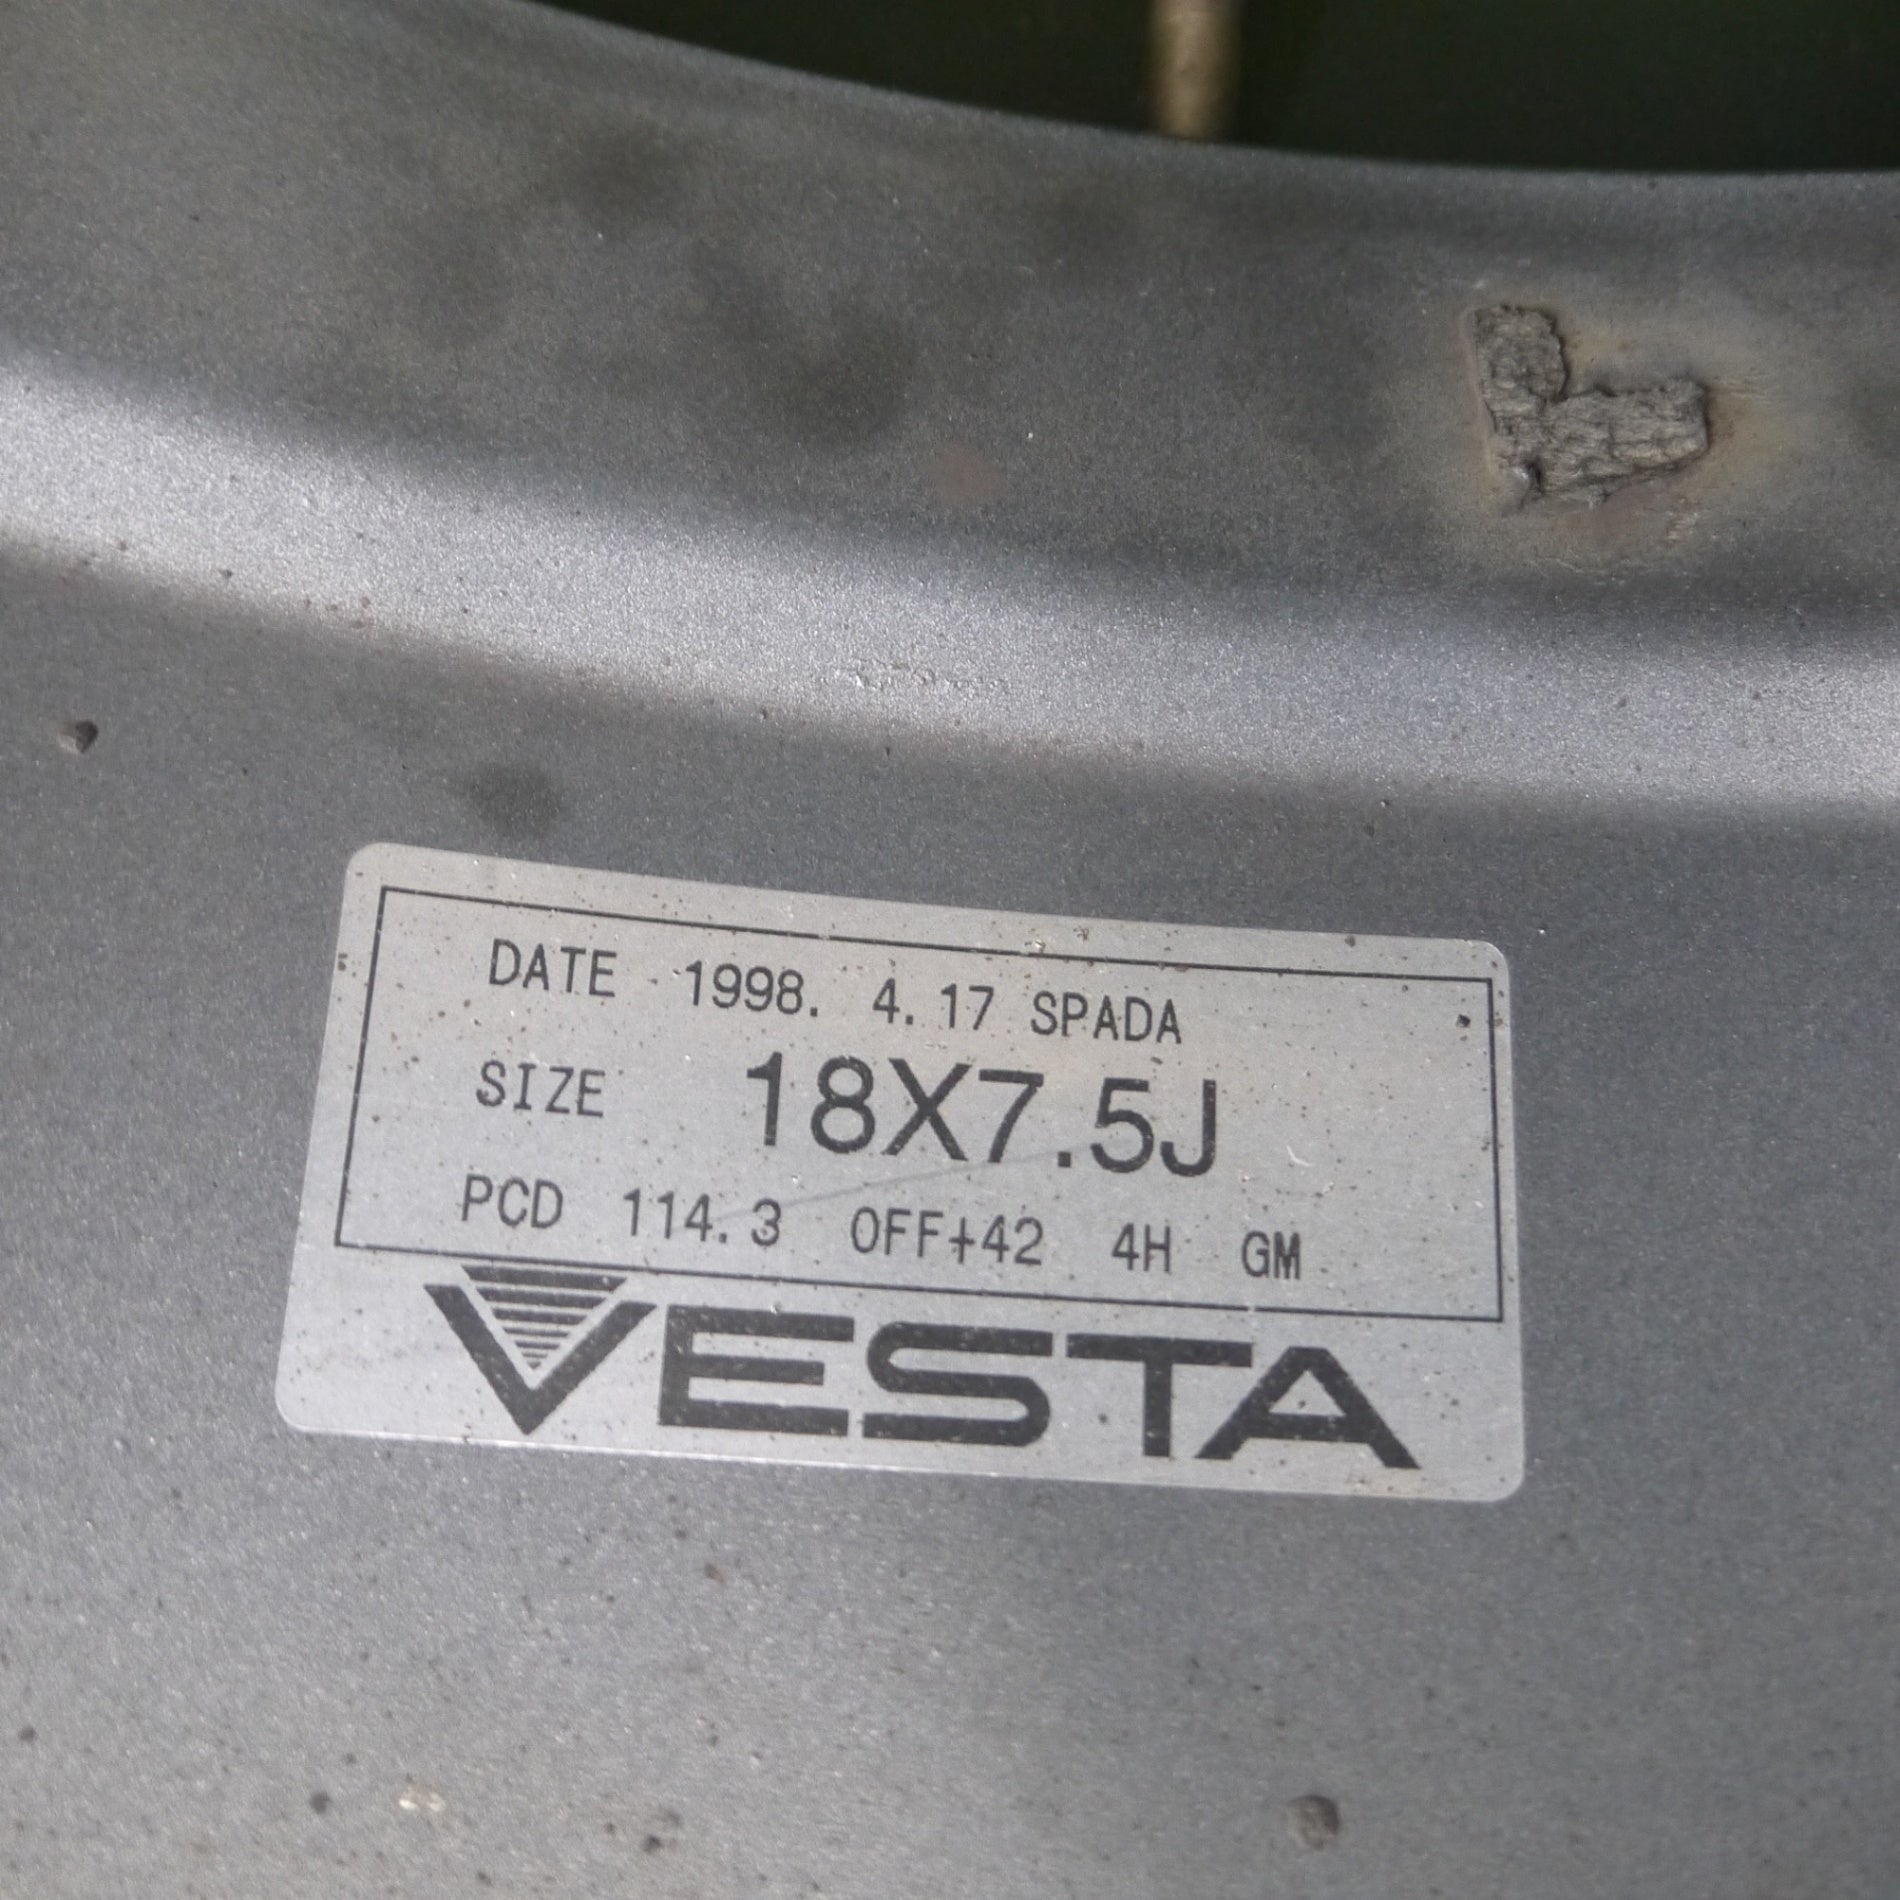 DATE 1998. 4. 17 SPADA
SIZE 18X7.5J
PCD 114.3 OFF+42 4H GM
VESTA